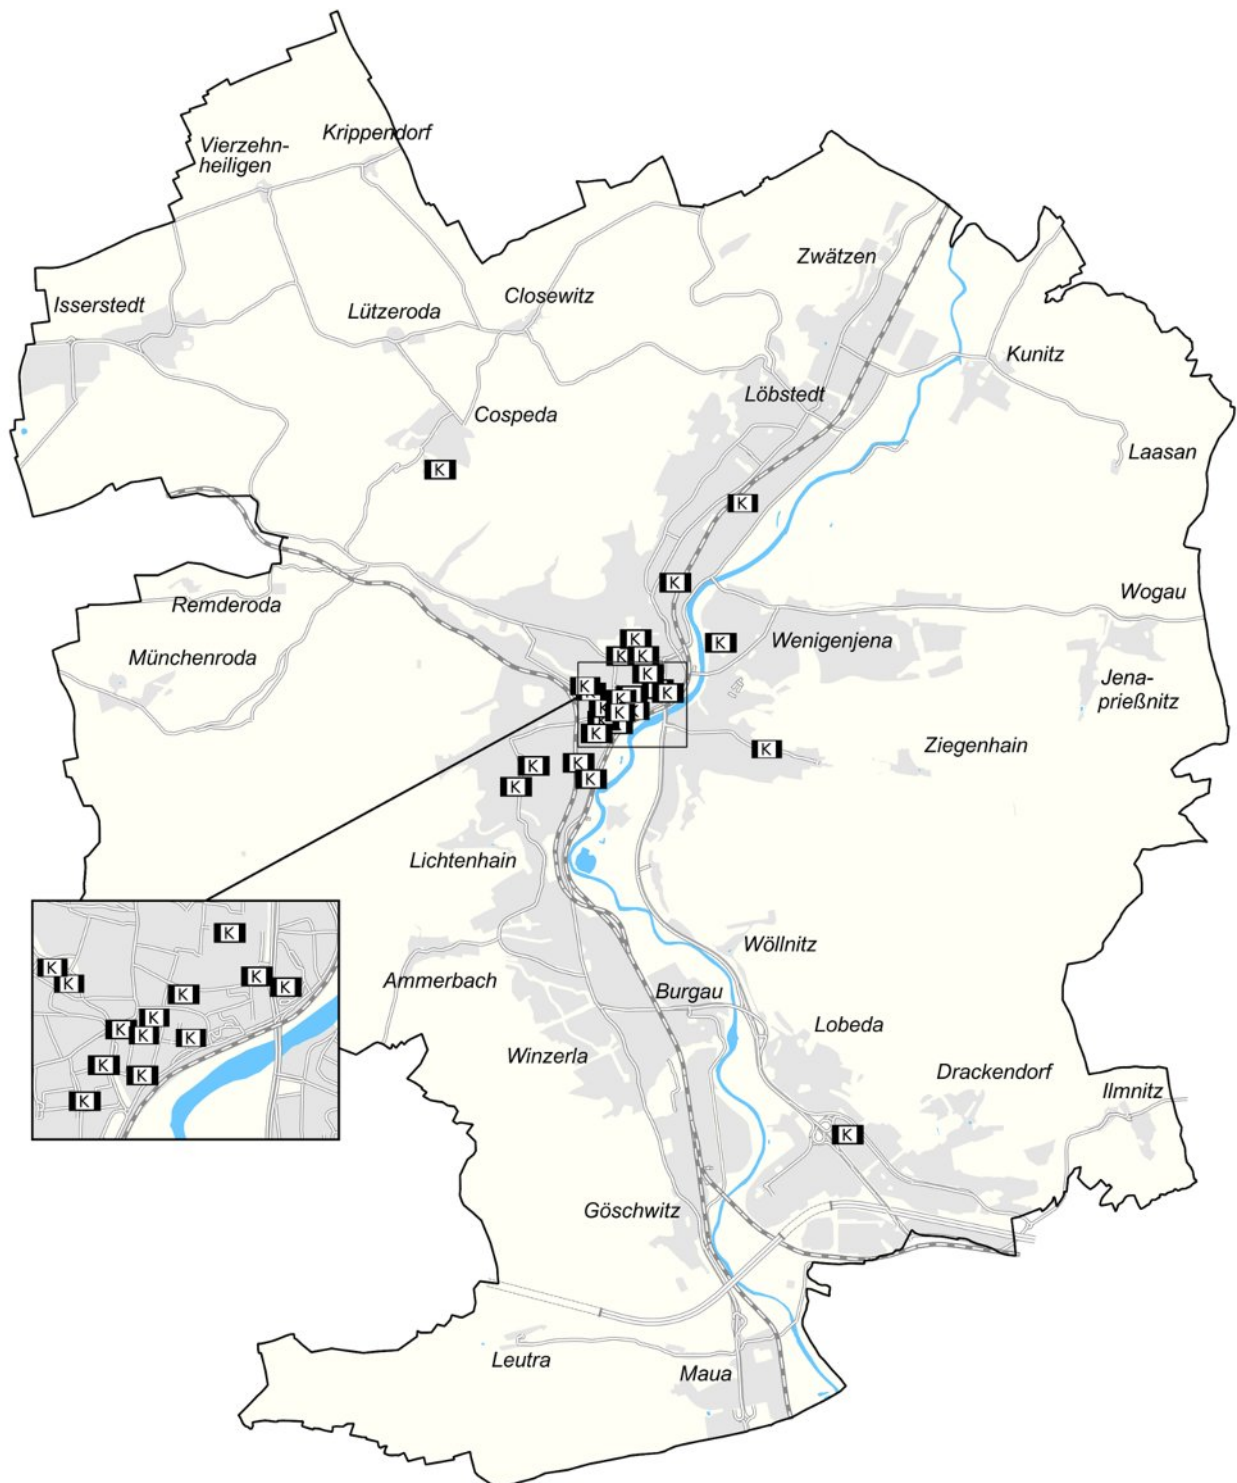 Krippendorf
Vierzehn-
heiligen
Zwätzen
Isserstedt
Lützeroda
Closewitz
Kunitz
Löbstedt
Cospeda
Laasan
K
K
K
Remderoda
Wogau
Münchenroda
K
K
Wenigenjena
K
K
K
Jena-
prießnitz
K
K
K
K
K
K
K
K
Ziegenhain
K
K
K
K
K
Lichtenhain
K
K
K
K
K
K
K
K
K
K
K
K
K
Wöllnitz
Ammerbach
Burgau
Lobeda
Winzerla
Drackendorf
Ilmnitz
K
Göschwitz
Leutra
Maua